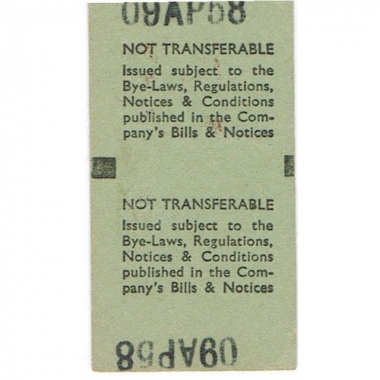 09AP58
NOT TRANSFERABLE
Issued subject to the
Bye-Laws, Regulations,
Notices & Conditions
published in the Com-
pany's Bills & Notices
NOT TRANSFERABLE
Issued subject to the
Bye-Laws, Regulations,
Notices & Conditions
published in the Com-
pany's Bills & Notices
09AP58